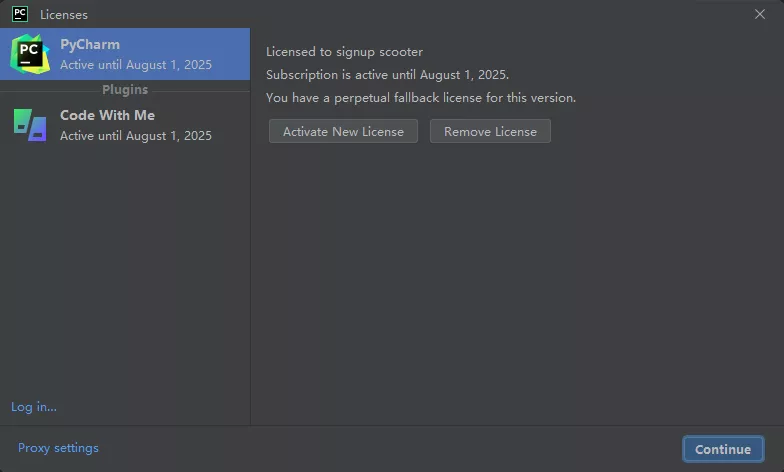 PC Licenses
PC PyCharm
Active until August 1, 2025
Plugins
Code With Me
Active until August 1, 2025
Licensed to signup scooter
Subscription is active until August 1, 2025.
You have a perpetual fallback license for this version.
Activate New License Remove License
Log in...
Proxy settings
Continue